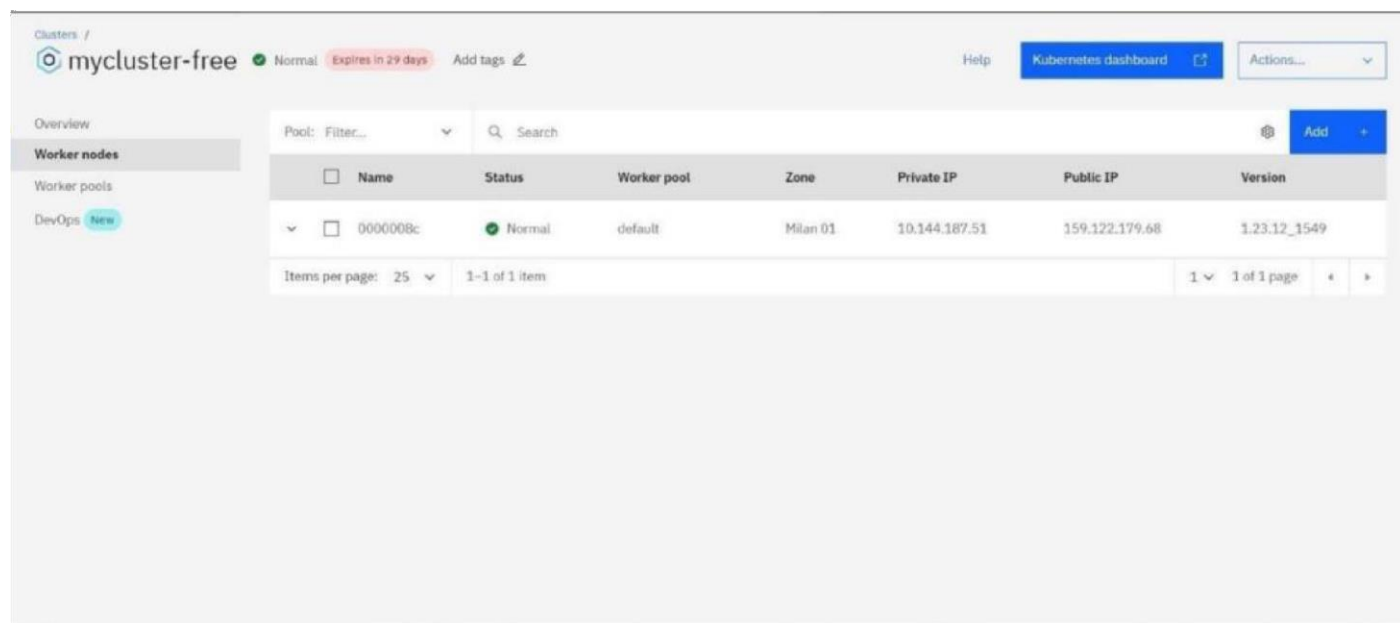 Clusters /
mycluster-free Normal Expires in 29 days Add tags Help Kubernetes dashboard Actions...
Overview
Worker nodes
Worker pools
DevOps New
Pool: Filter... Search Add +
Name Status Worker pool Zone Private IP Public IP Version
0000008c Normal default Milan 01 10.144.187.51 159.122.179.68 1.23.12_1549
Items per page: 25 1-1 of 1 item 1 1 of 1 page